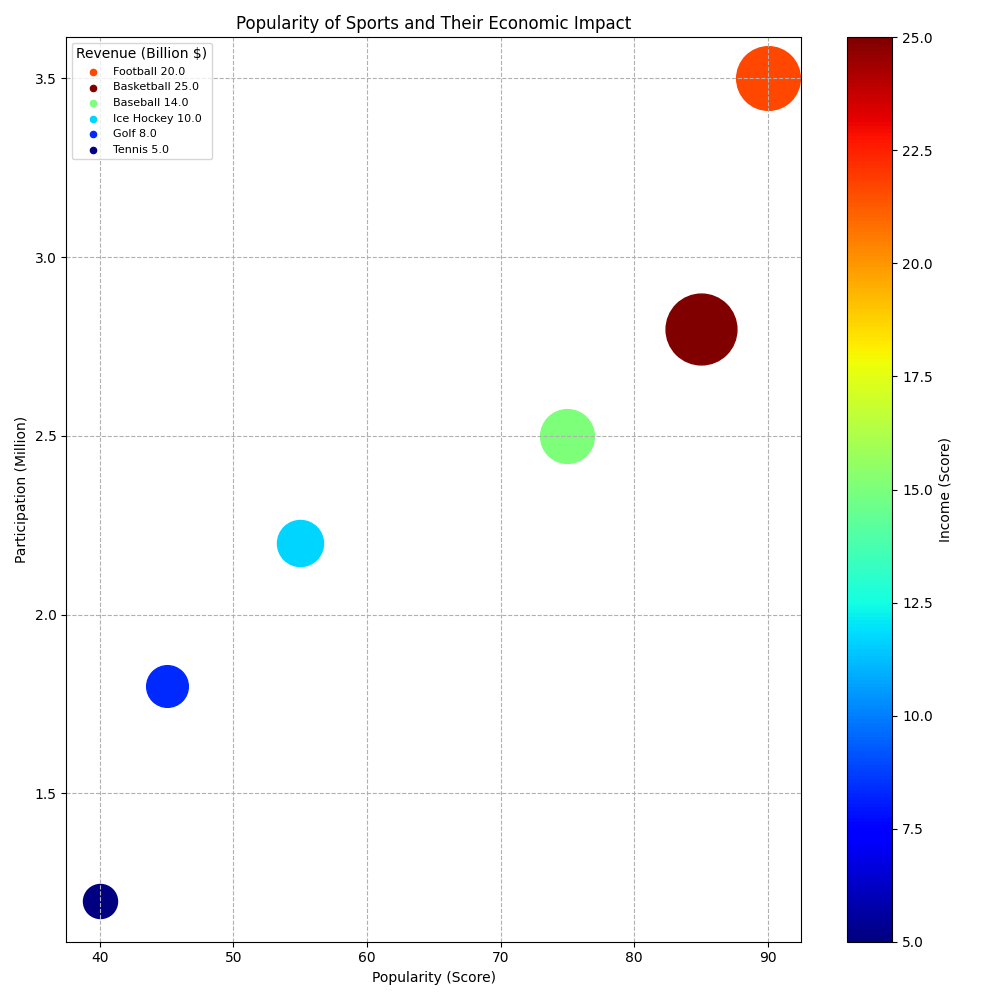 Popularity of Sports and Their Economic Impact
Revenue (Billion $)
Football 20.0
Basketball 25.0
Baseball 14.0
Ice Hockey 10.0
Golf 8.0
Tennis 5.0
Participation (Million)
3.5
3.0
2.5
2.0
1.5
40 50 60 70 80 90
Popularity (Score)
25.0
22.5
20.0
17.5
15.0
12.5
10.0
7.5
5.0
Income (Score)